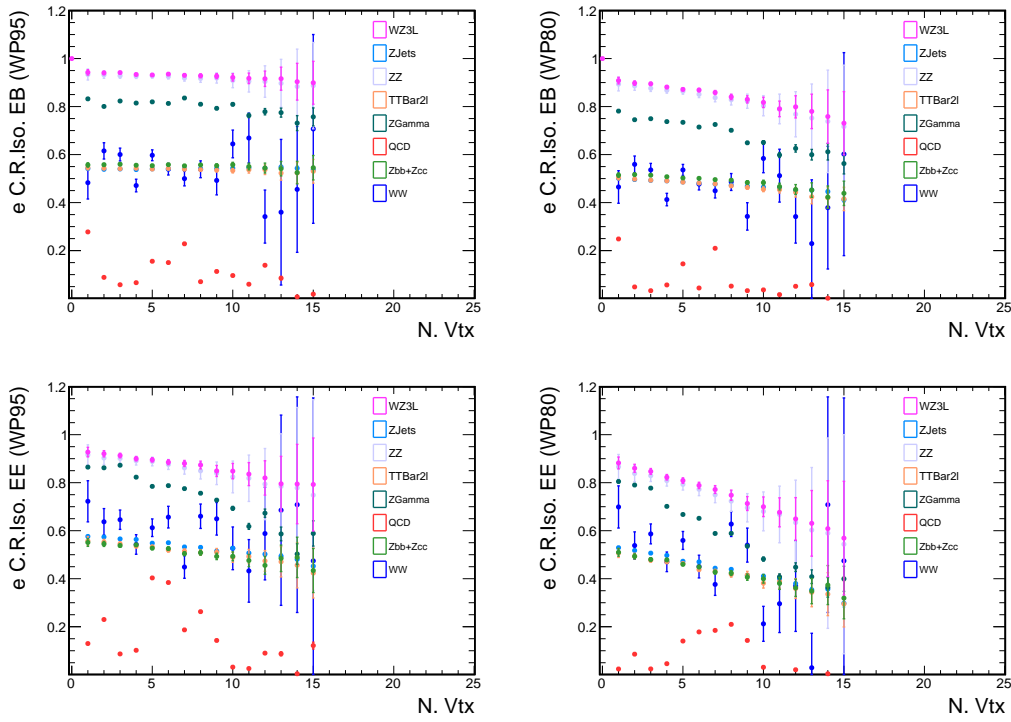 e C.R.Iso. EB (WP95)
1.2
1
0.8
0.6
0.4
0.2
0
5
10
15
20
25
N. Vtx
WZ3L
ZJets
ZZ
TTBar2l
ZGamma
QCD
Zbb+Zcc
WW
e C.R.Iso. EB (WP80)
1.2
1
0.8
0.6
0.4
0.2
0
5
10
15
20
25
N. Vtx
WZ3L
ZJets
ZZ
TTBar2l
ZGamma
QCD
Zbb+Zcc
WW
e C.R.Iso. EE (WP95)
1.2
1
0.8
0.6
0.4
0.2
0
5
10
15
20
25
N. Vtx
WZ3L
ZJets
ZZ
TTBar2l
ZGamma
QCD
Zbb+Zcc
WW
e C.R.Iso. EE (WP80)
1.2
1
0.8
0.6
0.4
0.2
0
5
10
15
20
25
N. Vtx
WZ3L
ZJets
ZZ
TTBar2l
ZGamma
QCD
Zbb+Zcc
WW